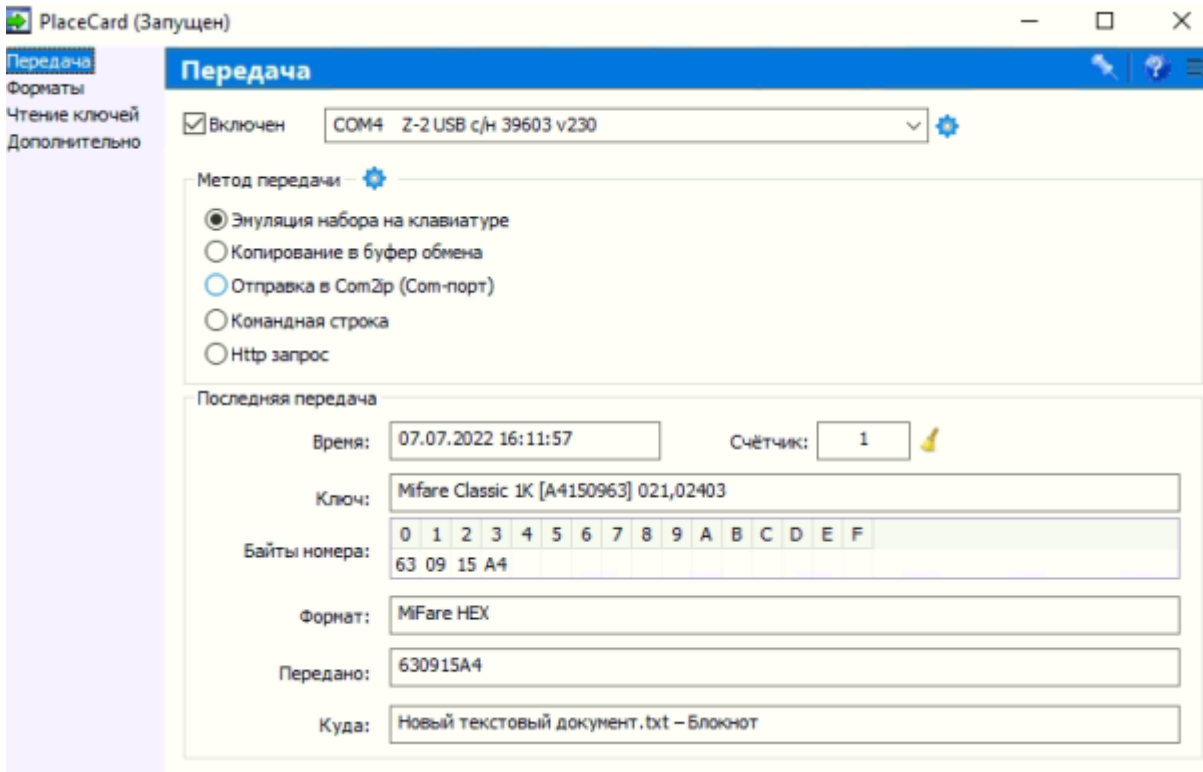 PlaceCard (Запущен)
Передача
Форматы
Чтение ключей
Дополнительно
Передача
Включен COM4 Z-2 USB с/н 39603 v230
Метод передачи
Эмуляция набора на клавиатуре
Копирование в буфер обмена
Отправка в Com2ip (Com-порт)
Командная строка
Http запрос
Последняя передача
Время: 07.07.2022 16:11:57 Счётчик: 1
Ключ: Mifare Classic 1K [A4150963] 021,02403
Байты номера:
0 1 2 3 4 5 6 7 8 9 A B C D E F
63 09 15 A4
Формат: MiFare HEX
Передано: 630915A4
Куда: Новый текстовый документ.txt – Блокнот